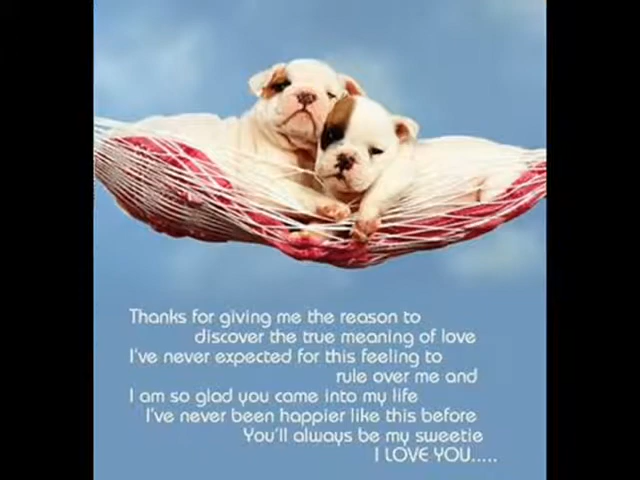 Thanks for giving me the reason to
discover the true meaning of love
I've never expected for this feeling to
rule over me and
I am so glad you came into my life
I've never been happier like this before
You'll always be my sweetie
I LOVE YOU.....